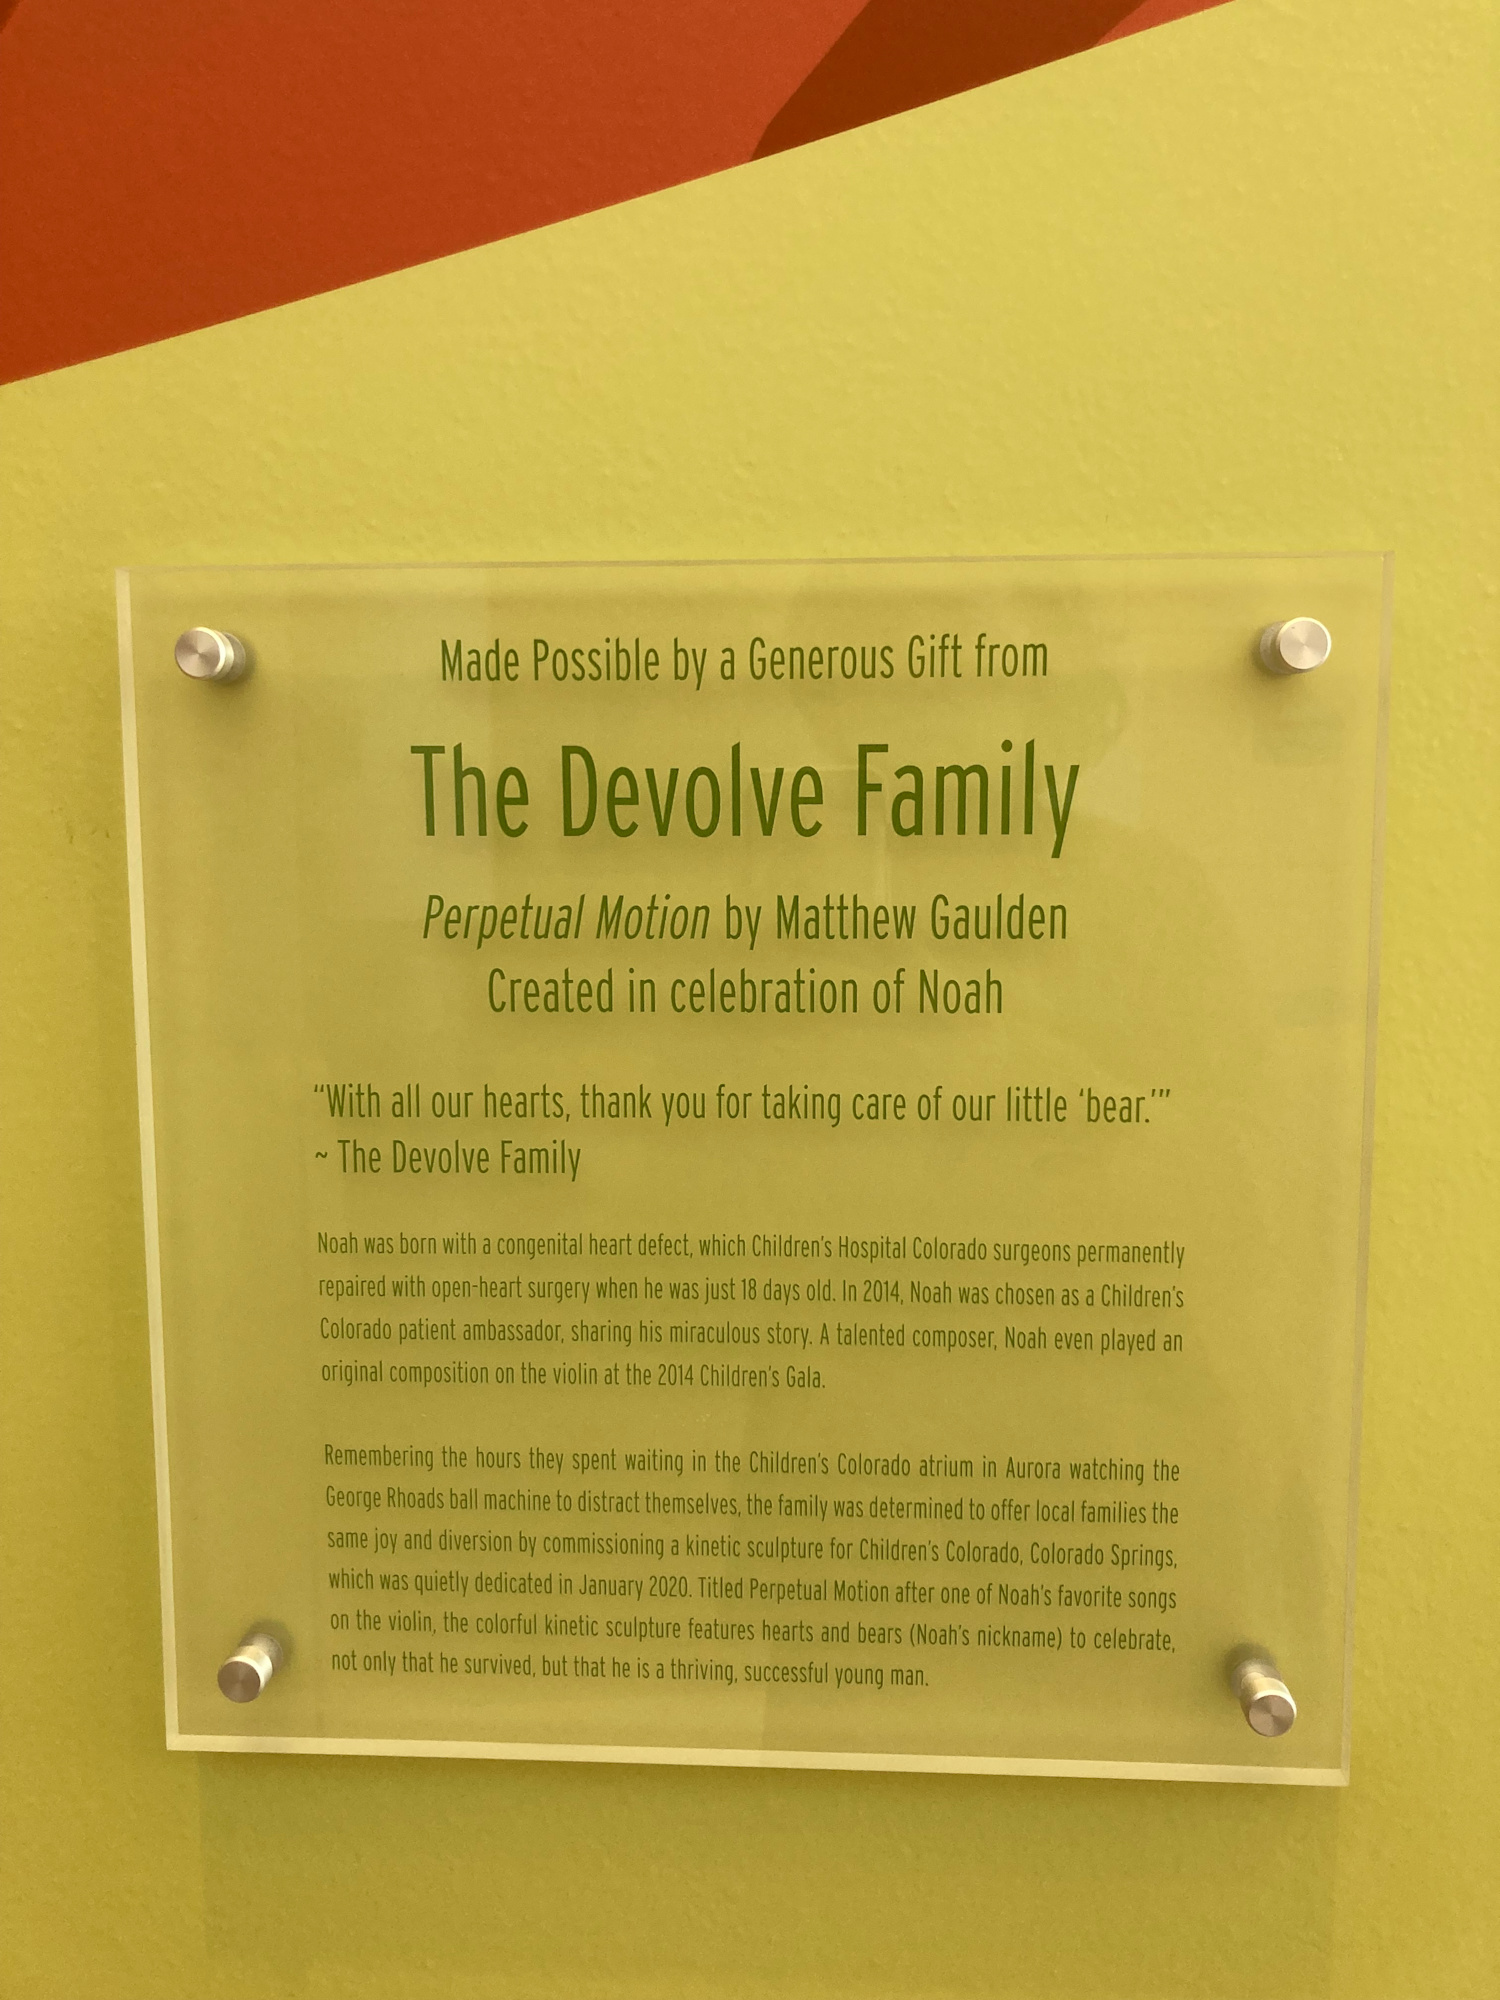 Made Possible by a Generous Gift from
The Devolve Family
Perpetual Motion by Matthew Gaulden
Created in celebration of Noah
“With all our hearts, thank you for taking care of our little ‘bear.’”
~ The Devolve Family
Noah was born with a congenital heart defect, which Children’s Hospital Colorado surgeons permanently
repaired with open-heart surgery when he was just 18 days old. In 2014, Noah was chosen as a Children’s
Colorado patient ambassador, sharing his miraculous story. A talented composer, Noah even played an
original composition on the violin at the 2014 Children’s Gala.
Remembering the hours they spent waiting in the Children’s Colorado atrium in Aurora watching the
George Rhoads ball machine to distract themselves, the family was determined to offer local families the
same joy and diversion by commissioning a kinetic sculpture for Children’s Colorado, Colorado Springs,
which was quietly dedicated in January 2020. Titled Perpetual Motion after one of Noah’s favorite songs
on the violin, the colorful kinetic sculpture features hearts and bears (Noah’s nickname) to celebrate,
not only that he survived, but that he is a thriving, successful young man.